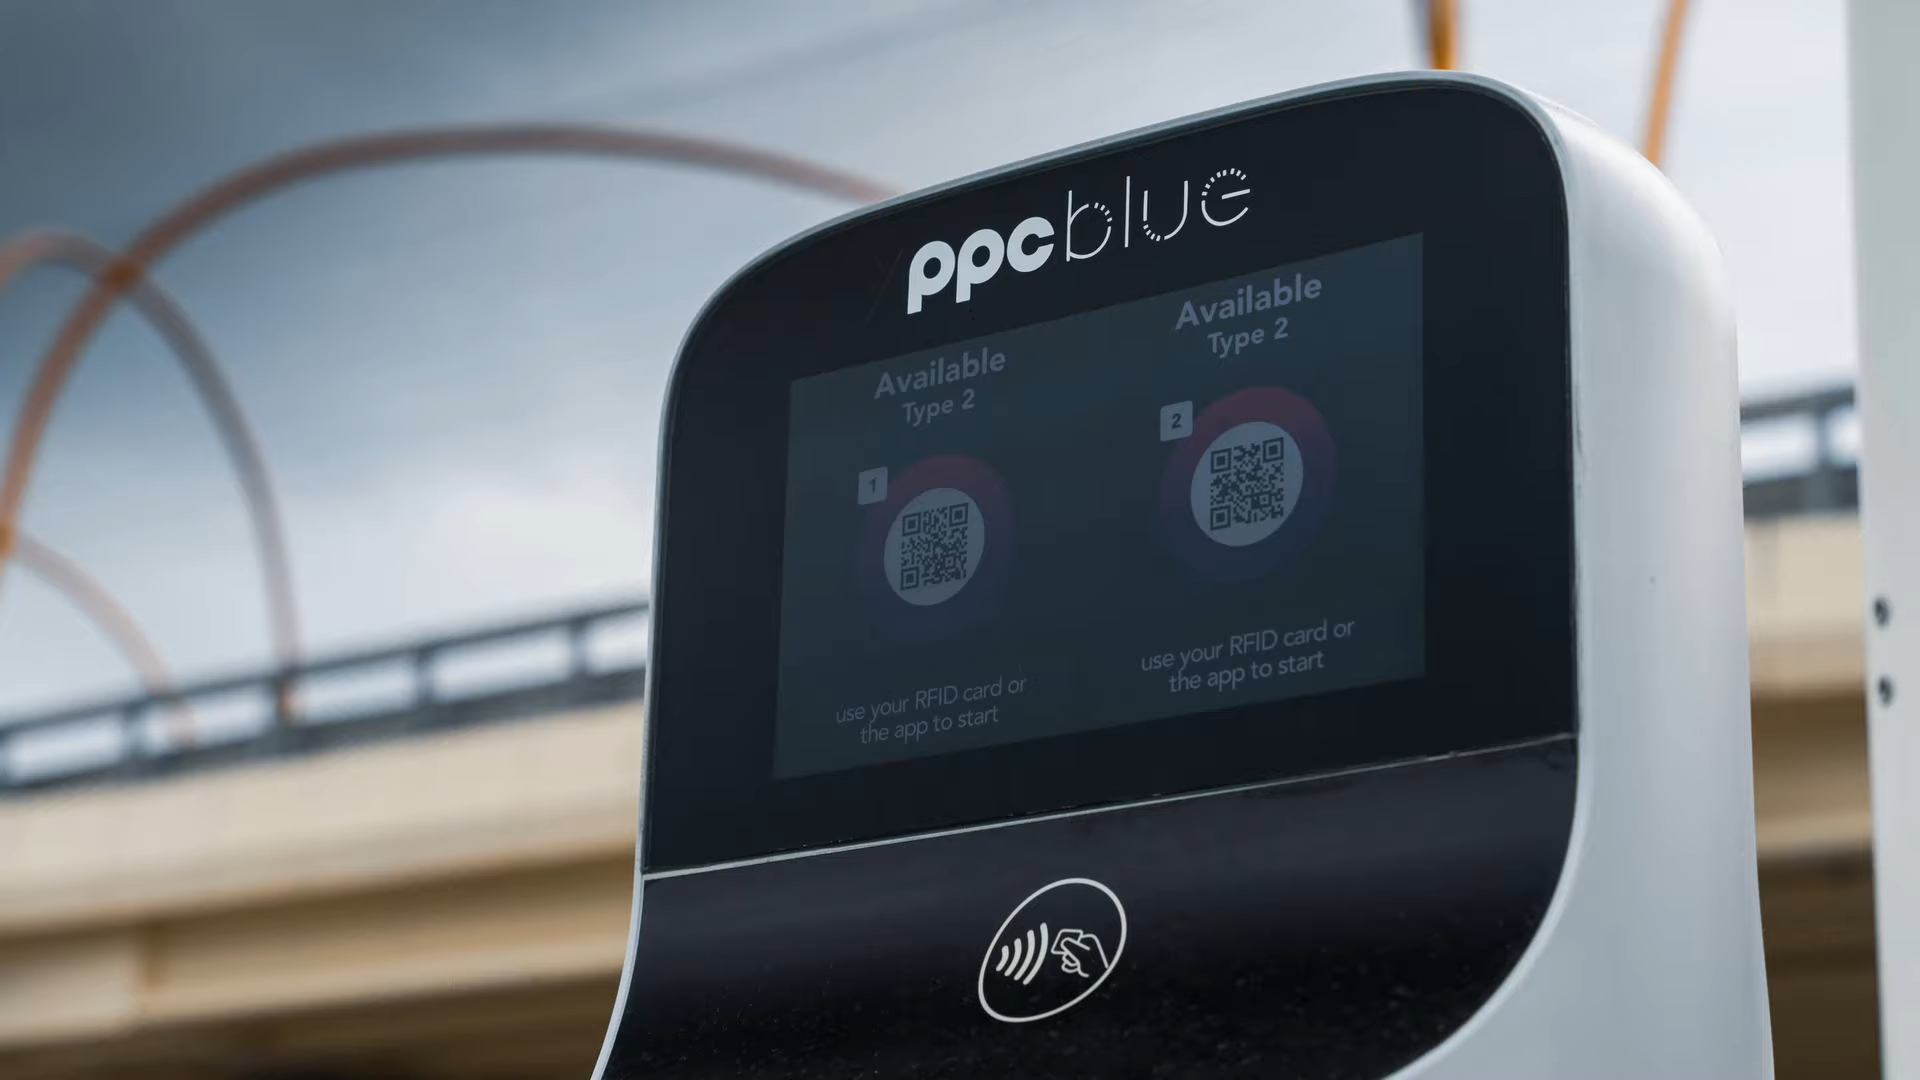 ppcblue
Available
Type 2
1
use your RFID card or
the app to start
Available
Type 2
2
use your RFID card or
the app to start